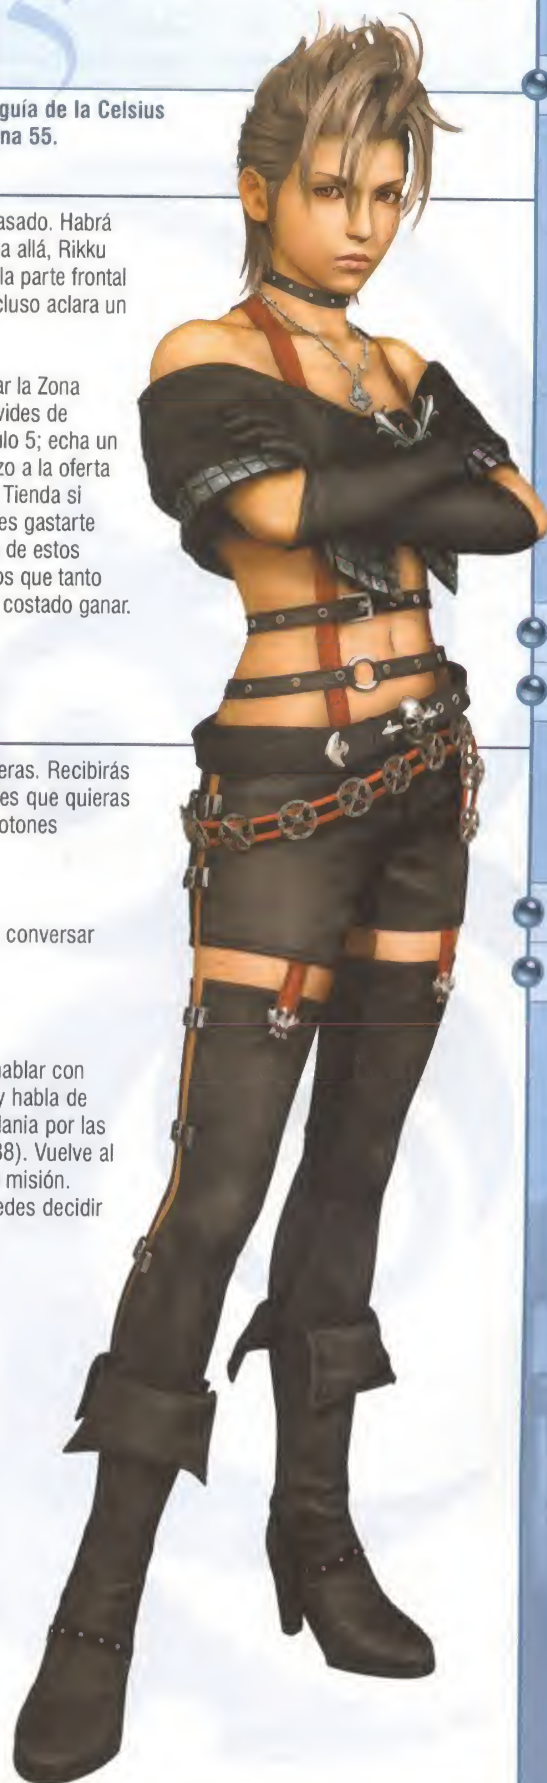 guía de la Celsius
na 55.
asado. Habrá
a allá, Rikku
la parte frontal
cluso aclara un
ar la Zona
vides de
ulo 5; echa un
zo a la oferta
Tienda si
es gastarte
de estos
os que tanto
costado ganar.
eras. Recibirás
es que quieras
otones
conversar
hablar con
y habla de
lania por las
38). Vuelve al
misión.
edes decidir